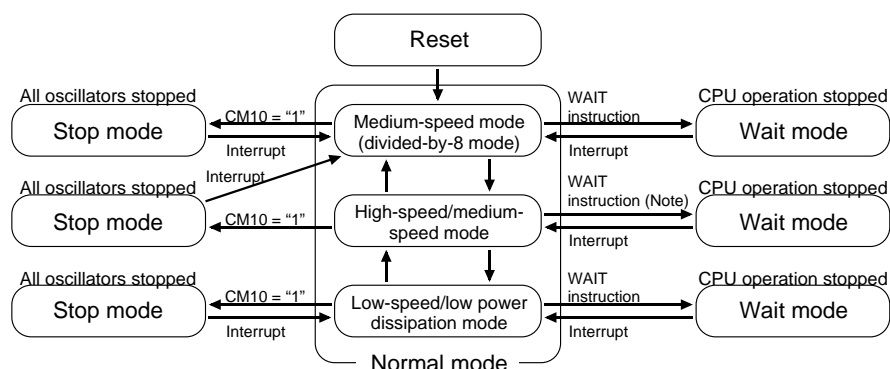 Reset
All oscillators stopped
Stop mode
CM10 = “1”
Interrupt
Medium-speed mode
(divided-by-8 mode)
WAIT
instruction
Interrupt
CPU operation stopped
Wait mode
Interrupt
All oscillators stopped
Stop mode
CM10 = “1”
High-speed/medium-
speed mode
WAIT
instruction (Note)
Interrupt
CPU operation stopped
Wait mode
All oscillators stopped
Stop mode
CM10 = “1”
Interrupt
Low-speed/low power
dissipation mode
WAIT
instruction
Interrupt
CPU operation stopped
Wait mode
Normal mode